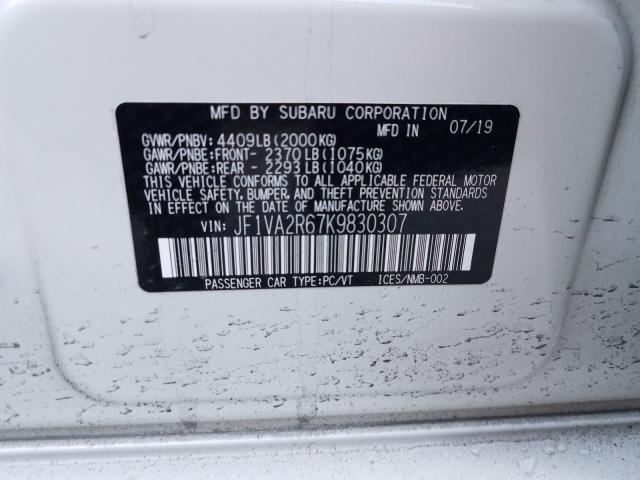 MFD BY SUBARU CORPORATION
MFD IN 07/19
GVWR/PNBV: 4409LB(2000KG)
GAWR/PNBE:FRONT- 2370LB(1075KG)
GAWR/PNBE:REAR - 2293LB(1040KG)
THIS VEHICLE CONFORMS TO ALL APPLICABLE FEDERAL MOTOR
VEHICLE SAFETY, BUMPER, AND THEFT PREVENTION STANDARDS
IN EFFECT ON THE DATE OF MANUFACTURE SHOWN ABOVE.
VIN: JF1VA2R67K9830307
PASSENGER CAR TYPE:PC/VT ICES/NMB-002